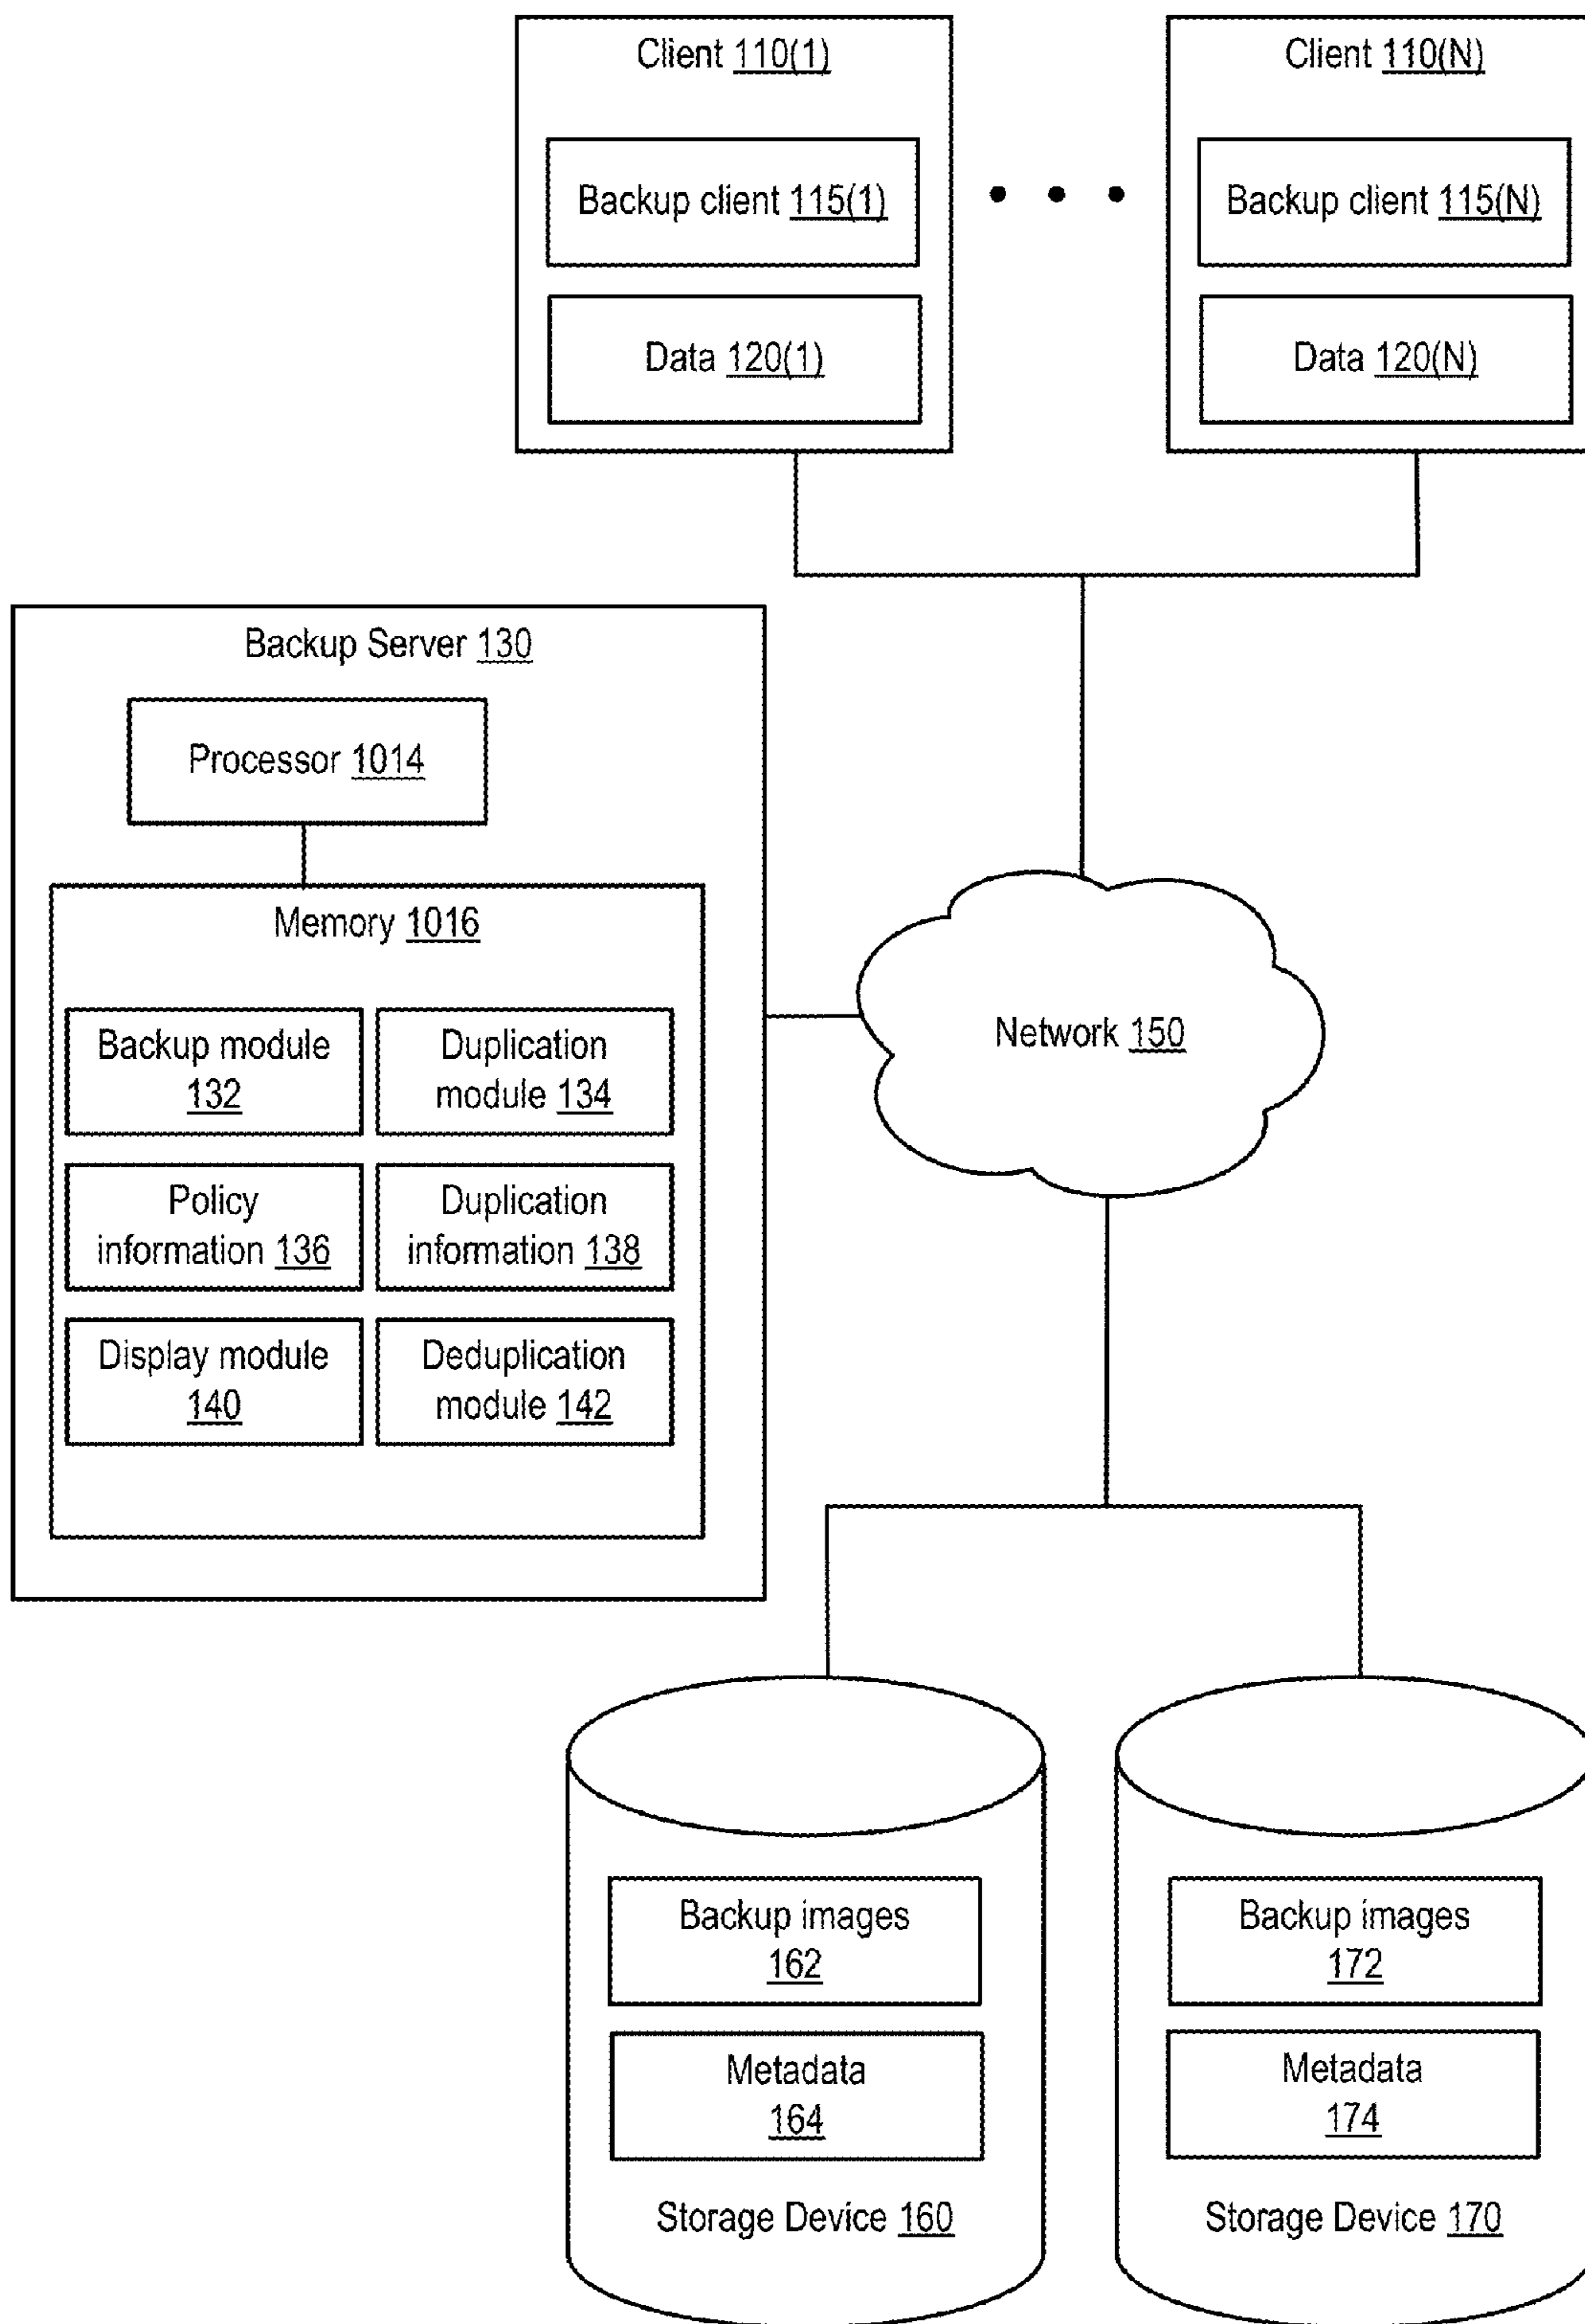 Client 110(1)
Backup client 115(1)
Data 120(1)
Client 110(N)
Backup client 115(N)
Data 120(N)
Backup Server 130
Processor 1014
Memory 1016
Backup module
132
Duplication
module 134
Policy
information 136
Duplication
information 138
Display module
140
Deduplication
module 142
Network 150
Backup images
162
Metadata
164
Storage Device 160
Backup images
172
Metadata
174
Storage Device 170